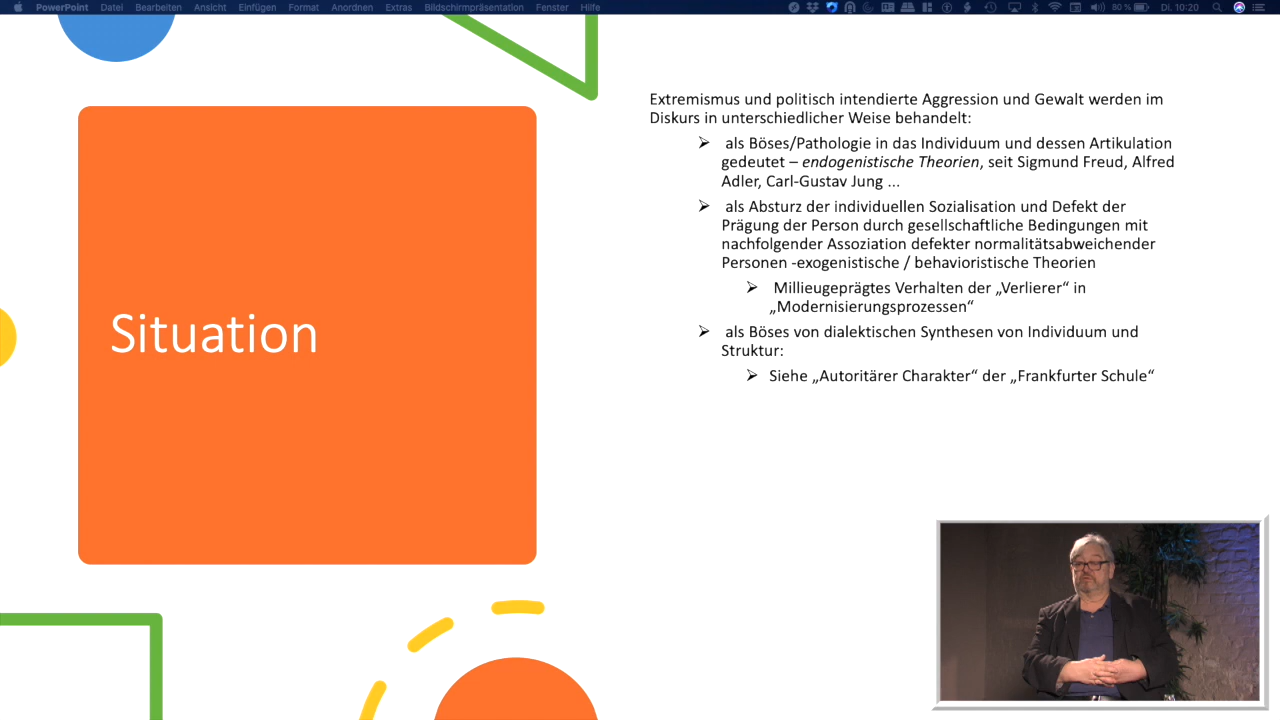 PowerPoint Datei Bearbeiten Ansicht Einfügen Format Anordnen Extras Bildschirmpräsentation Fenster Hilfe 80 % Di. 10:20
Situation
Extremismus und politisch intendierte Aggression und Gewalt werden im
Diskurs in unterschiedlicher Weise behandelt:
➢ als Böses/Pathologie in das Individuum und dessen Artikulation
gedeutet – endogenistische Theorien, seit Sigmund Freud, Alfred
Adler, Carl-Gustav Jung ...
➢ als Absturz der individuellen Sozialisation und Defekt der
Prägung der Person durch gesellschaftliche Bedingungen mit
nachfolgender Assoziation defekter normalitätsabweichender
Personen -exogenistische / behavioristische Theorien
➢ Millieugeprägtes Verhalten der „Verlierer“ in
„Modernisierungsprozessen“
➢ als Böses von dialektischen Synthesen von Individuum und
Struktur:
➢ Siehe „Autoritärer Charakter“ der „Frankfurter Schule“